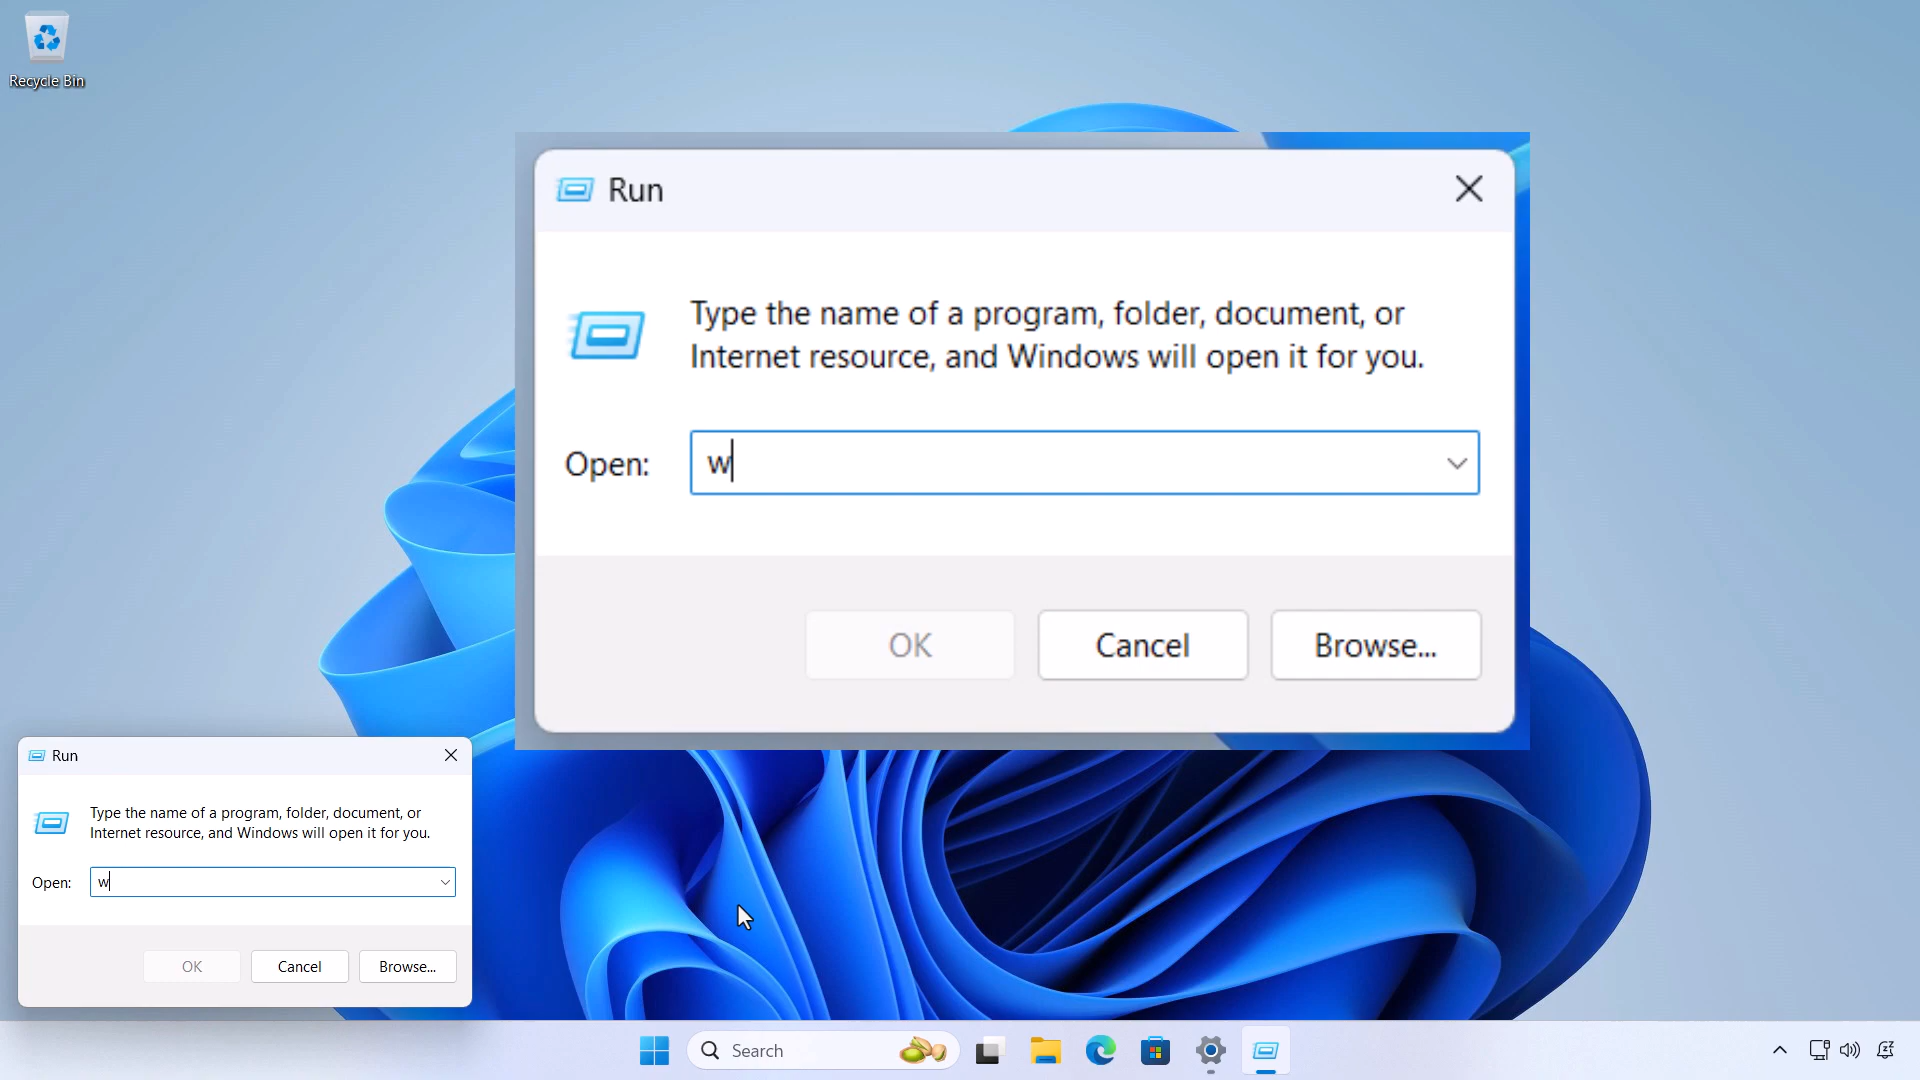 Recycle Bin
Run
Type the name of a program, folder, document, or
Internet resource, and Windows will open it for you.
Open: w
OK Cancel Browse...
Run
Type the name of a program, folder, document, or
Internet resource, and Windows will open it for you.
Open: w
OK Cancel Browse...
Search